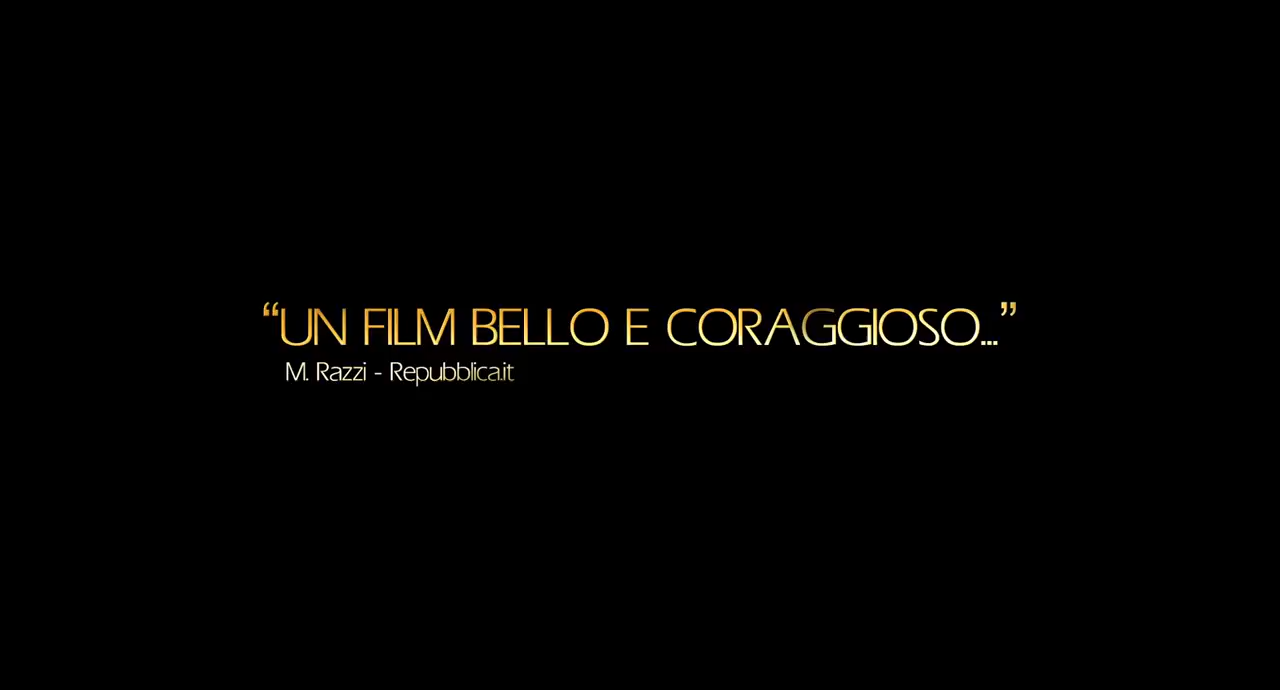 “UN FILM BELLO E CORAGGIOSO...”
M. Razzi - Repubblica.it